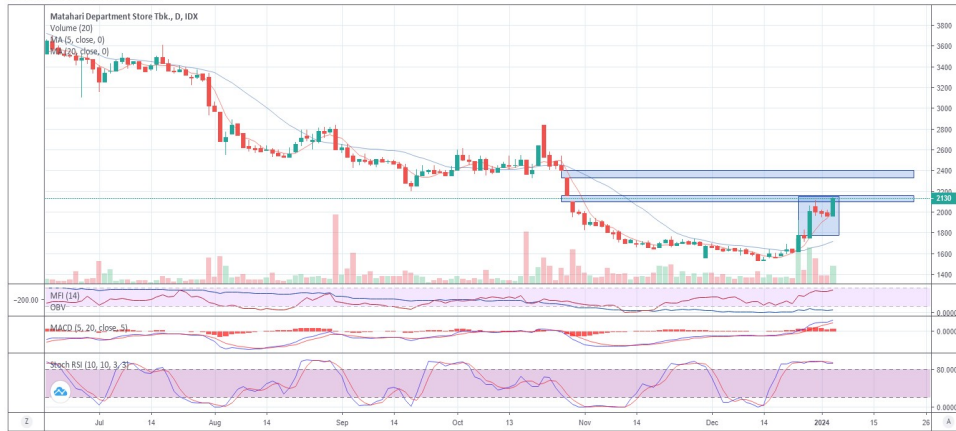 Matahari Department Store Tbk., D, IDX
Volume (20)
MA (5, close, 0)
MA (20, close, 0)
3800
3600
3400
3200
3000
2800
2600
2400
2200
2130
2000
1800
1600
1400
MFI (14)
OBV
−200.00
0.0000
MACD (5, 20, close, 5)
0.0000
Stoch RSI (10, 10, 3, 3)
80.0000
0.0000
Z
Jul
14
Aug
14
Sep
14
Oct
13
Nov
14
Dec
14
2024
15
26
A